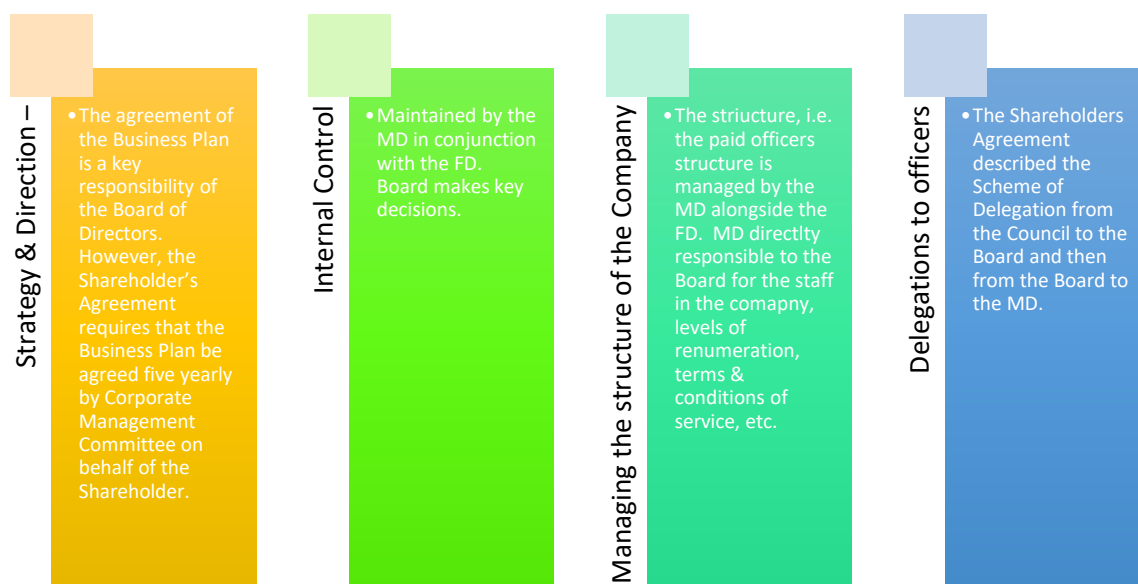 Strategy & Direction –
•The agreement of
the Business Plan
is a key
responsibility of
the Board of
Directors.
However, the
Shareholder’s
Agreement
requires that the
Business Plan be
agreed five yearly
by Corporate
Management
Committee on
behalf of the
Shareholder.
Internal Control
•Maintained by the
MD in conjunction
with the FD.
Board makes key
decisions.
Managing the structure of the Company
•The striucture, i.e.
the paid officers
structure is
managed by the
MD alongside the
FD.  MD directlty
responsible to the
Board for the staff
in the comapny,
levels of
renumeration,
terms &
conditions of
service, etc.
Delegations to officers
•The Shareholders
Agreement
described the
Scheme of
Delegation from
the Council to the
Board and then
from the Board to
the MD.